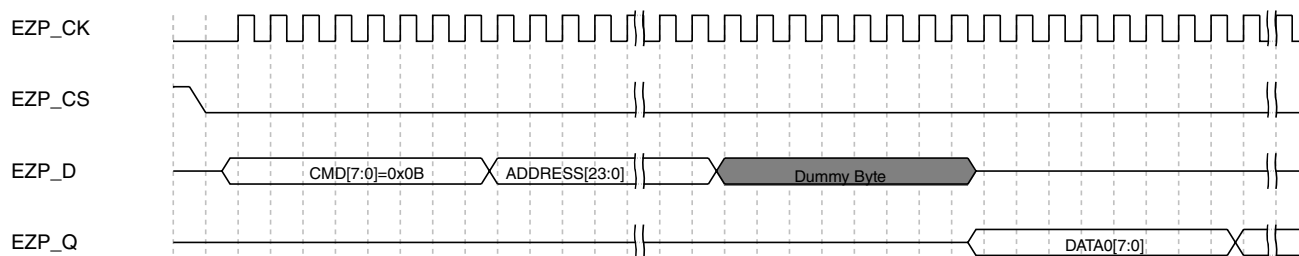 EZP_CK
EZP_CS
EZP_D CMD[7:0]=0x0B ADDRESS[23:0] Dummy Byte
EZP_Q DATA0[7:0]